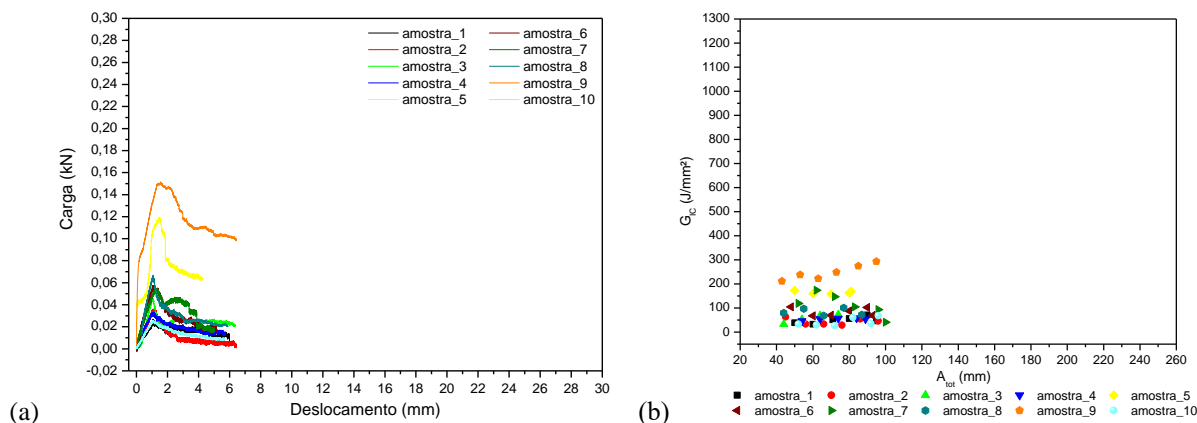 0,30
0,28
0,26
0,24
0,22
0,20
0,18
0,16
0,14
0,12
0,10
0,08
0,06
0,04
0,02
0,00
-0,02
Carga (kN)
amostra_1 amostra_6
amostra_2 amostra_7
amostra_3 amostra_8
amostra_4 amostra_9
amostra_5 amostra_10
0 2 4 6 8 10 12 14 16 18 20 22 24 26 28 30
(a) Deslocamento (mm)
1300
1200
1100
1000
900
800
700
600
500
400
300
200
100
0
G_IC (J/mm²)
20 40 60 80 100 120 140 160 180 200 220 240 260
(b) A_tot (mm)
amostra_1 amostra_2 amostra_3 amostra_4 amostra_5
amostra_6 amostra_7 amostra_8 amostra_9 amostra_10